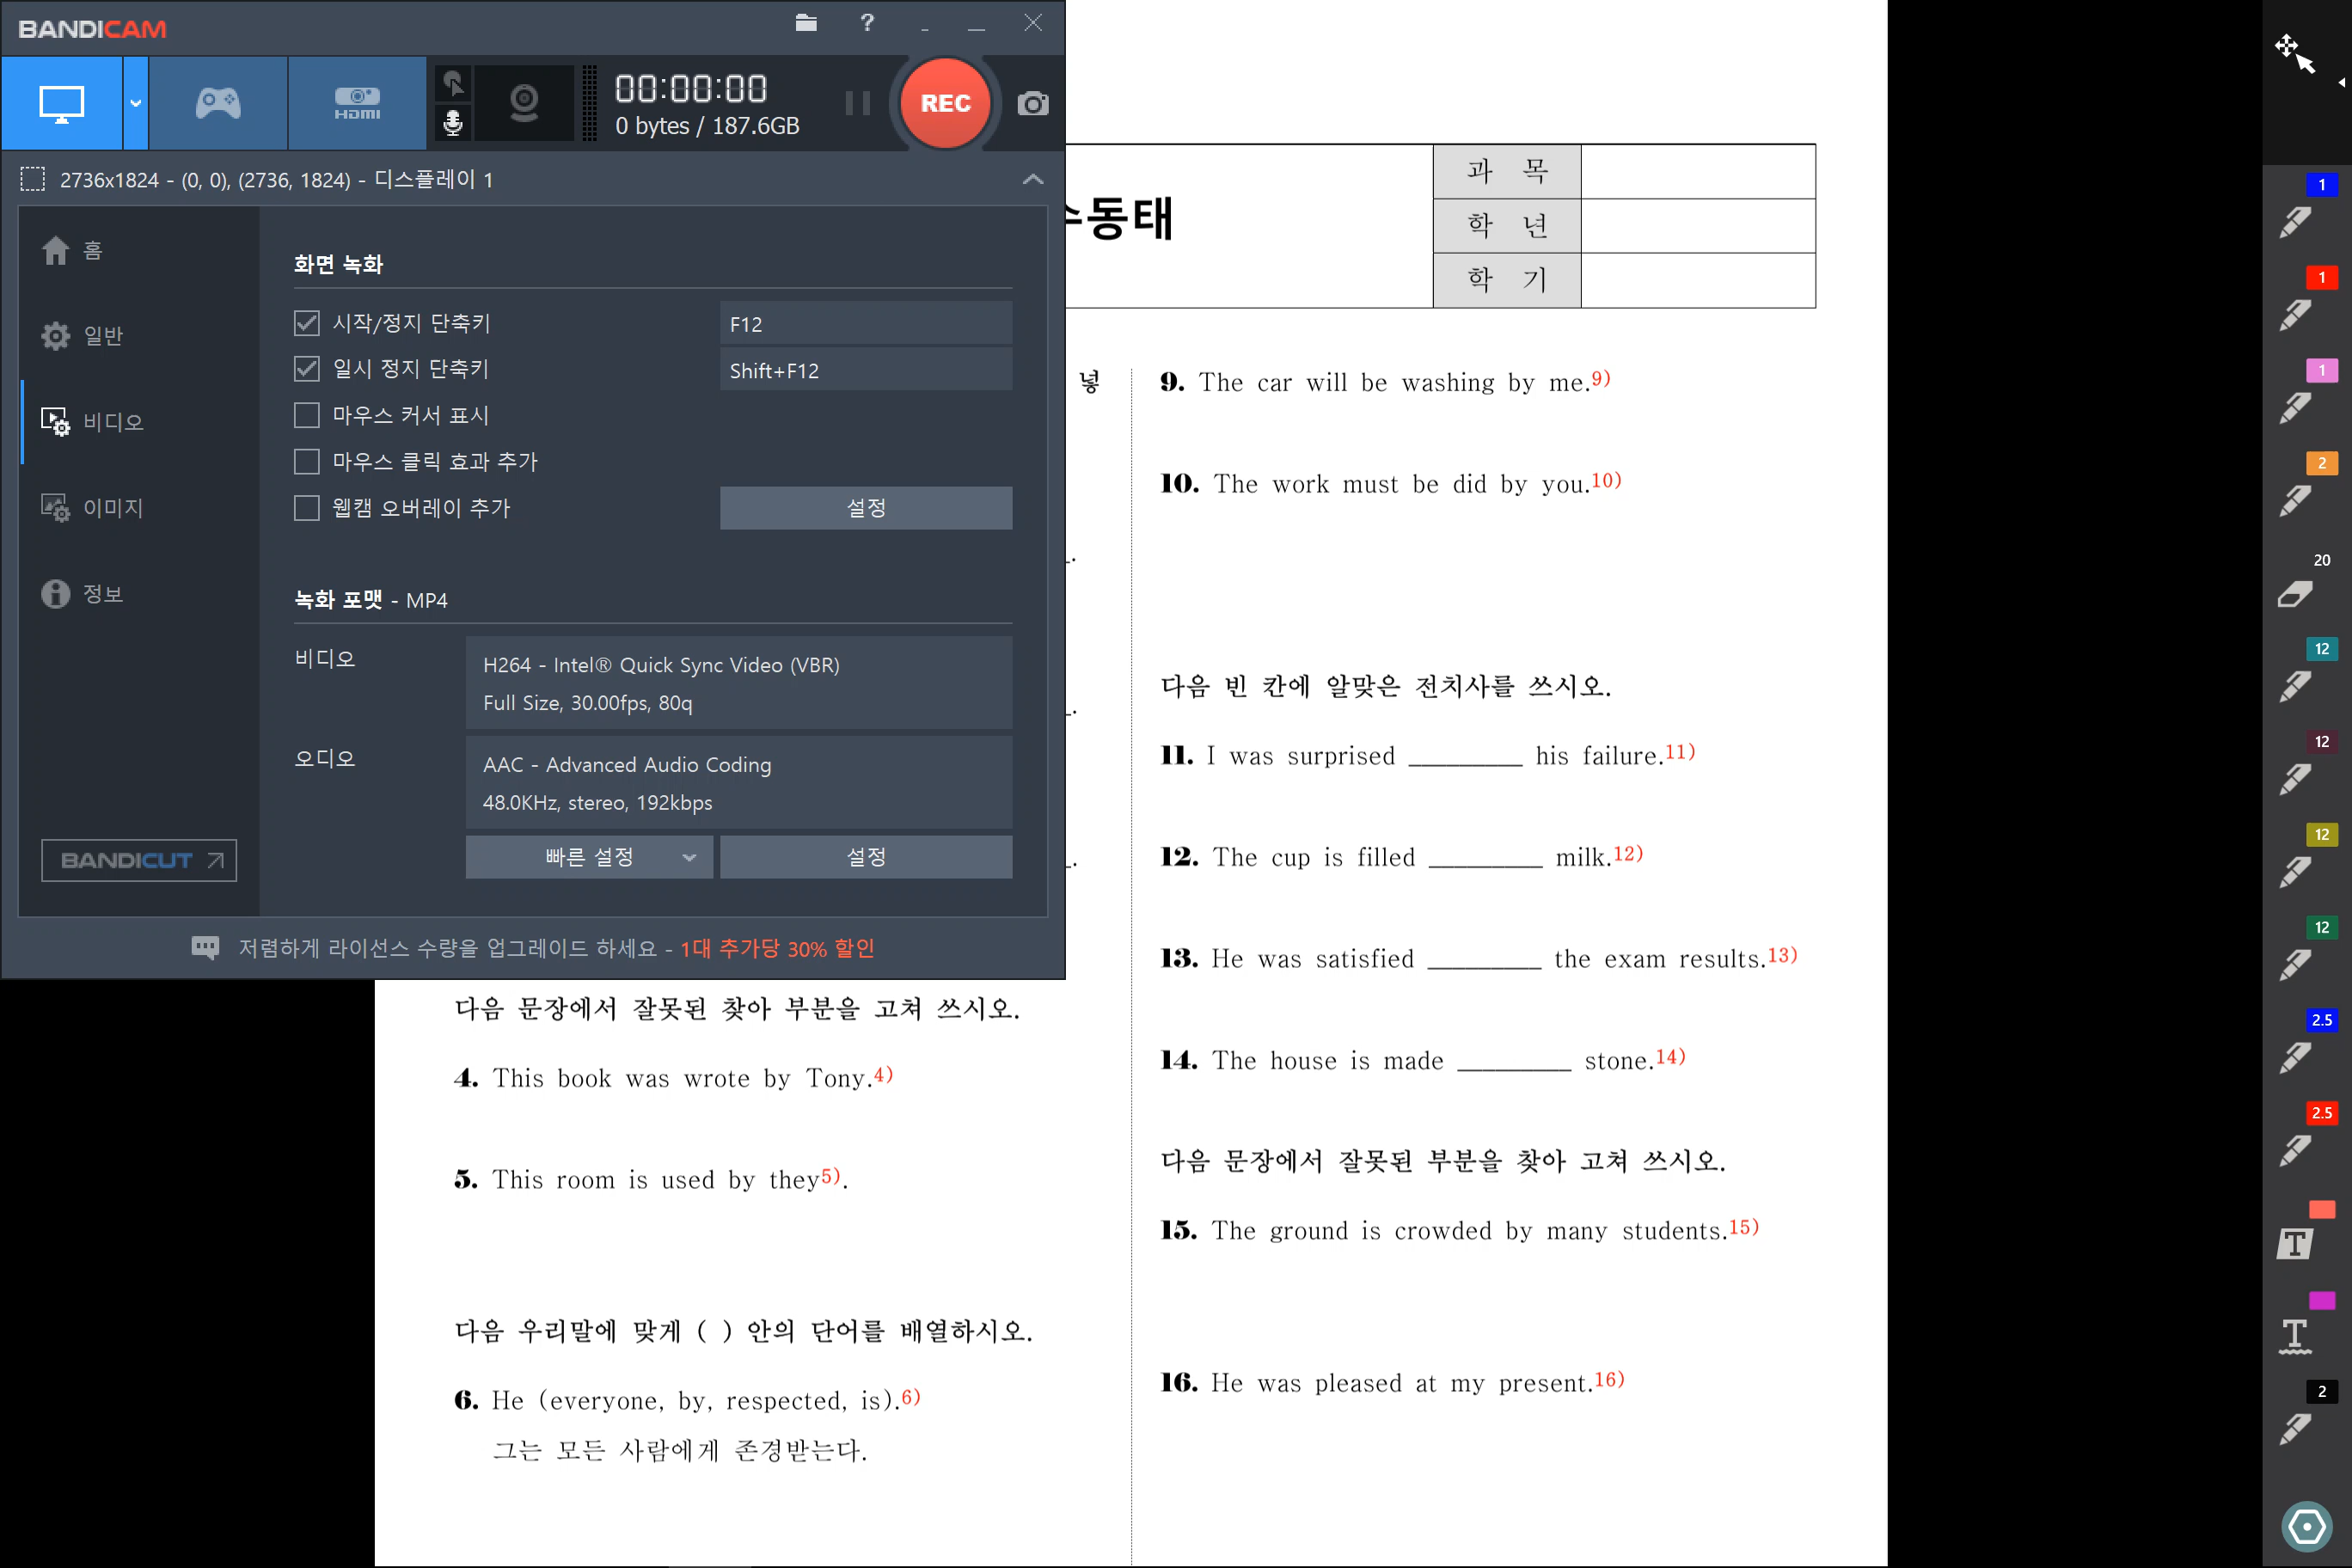 BANDICAM
?
HDMI
00:00:00
0 bytes / 187.6GB
REC
2736x1824 - (0, 0), (2736, 1824) - 디스플레이 1
홈
일반
비디오
이미지
정보
BANDICUT
화면 녹화
시작/정지 단축키 F12
일시 정지 단축키 Shift+F12
마우스 커서 표시
마우스 클릭 효과 추가
웹캠 오버레이 추가 설정
녹화 포맷 - MP4
비디오
H264 - Intel® Quick Sync Video (VBR)
Full Size, 30.00fps, 80q
오디오
AAC - Advanced Audio Coding
48.0KHz, stereo, 192kbps
빠른 설정 설정
저렴하게 라이선스 수량을 업그레이드 하세요 - 1대 추가당 30% 할인
수동태
과 목
학 년
학 기
넣
다음 문장에서 잘못된 찾아 부분을 고쳐 쓰시오.
4. This book was wrote by Tony.4)
5. This room is used by they5).
다음 우리말에 맞게 ( ) 안의 단어를 배열하시오.
6. He (everyone, by, respected, is).6)
그는 모든 사람에게 존경받는다.
9. The car will be washing by me.9)
10. The work must be did by you.10)
다음 빈 칸에 알맞은 전치사를 쓰시오.
11. I was surprised ________ his failure.11)
12. The cup is filled ________ milk.12)
13. He was satisfied ________ the exam results.13)
14. The house is made ________ stone.14)
다음 문장에서 잘못된 부분을 찾아 고쳐 쓰시오.
15. The ground is crowded by many students.15)
16. He was pleased at my present.16)
1
1
1
2
20
12
12
12
12
2.5
2.5
T
T
2